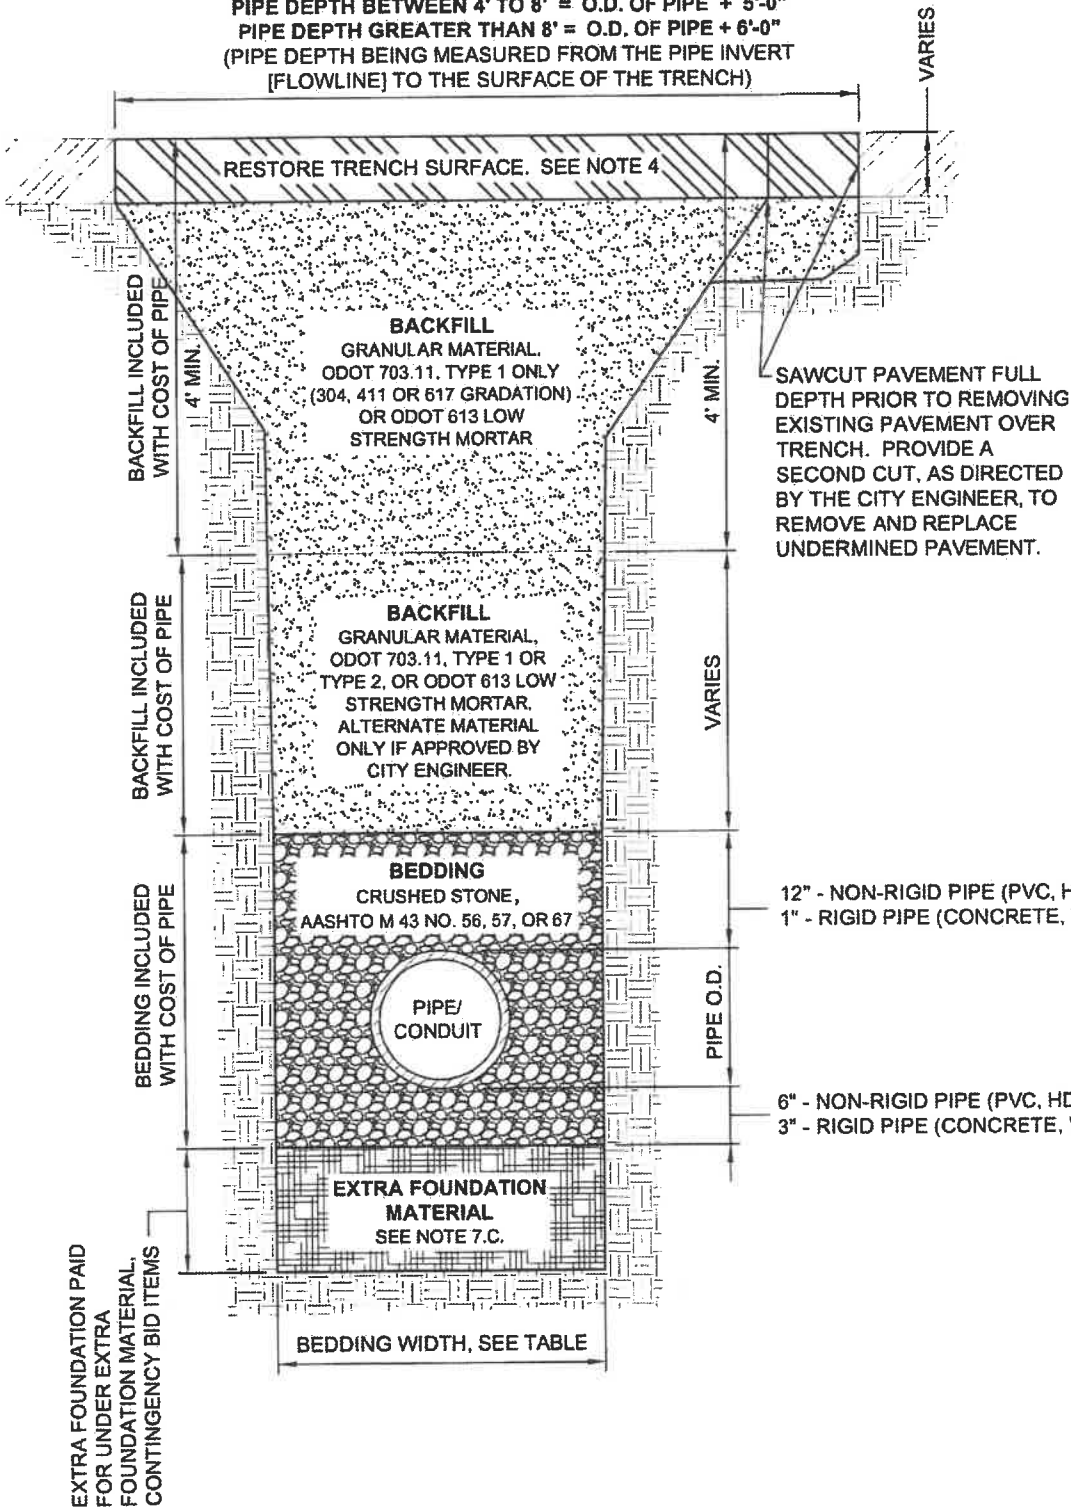 PIPE DEPTH BETWEEN 4' TO 8' = O.D. OF PIPE + 5'-0"
PIPE DEPTH GREATER THAN 8' = O.D. OF PIPE + 6'-0"
(PIPE DEPTH BEING MEASURED FROM THE PIPE INVERT
[FLOWLINE] TO THE SURFACE OF THE TRENCH)
VARIES
RESTORE TRENCH SURFACE. SEE NOTE 4
BACKFILL INCLUDED
WITH COST OF PIPE
4' MIN.
BACKFILL
GRANULAR MATERIAL.
ODOT 703.11, TYPE 1 ONLY
(304, 411 OR 617 GRADATION)
OR ODOT 613 LOW
STRENGTH MORTAR
4' MIN.
SAWCUT PAVEMENT FULL
DEPTH PRIOR TO REMOVING
EXISTING PAVEMENT OVER
TRENCH. PROVIDE A
SECOND CUT, AS DIRECTED
BY THE CITY ENGINEER, TO
REMOVE AND REPLACE
UNDERMINED PAVEMENT.
BACKFILL INCLUDED
WITH COST OF PIPE
BACKFILL
GRANULAR MATERIAL,
ODOT 703.11, TYPE 1 OR
TYPE 2, OR ODOT 613 LOW
STRENGTH MORTAR.
ALTERNATE MATERIAL
ONLY IF APPROVED BY
CITY ENGINEER.
VARIES
BEDDING INCLUDED
WITH COST OF PIPE
BEDDING
CRUSHED STONE,
AASHTO M 43 NO. 56, 57, OR 67
12" - NON-RIGID PIPE (PVC,
1" - RIGID PIPE (CONCRETE,
PIPE/
CONDUIT
PIPE O.D.
6" - NON-RIGID PIPE (PVC,
3" - RIGID PIPE (CONCRETE,
EXTRA FOUNDATION
MATERIAL
SEE NOTE 7.C.
EXTRA FOUNDATION PAID
FOR UNDER EXTRA
FOUNDATION MATERIAL,
CONTINGENCY BID ITEMS
BEDDING WIDTH, SEE TABLE